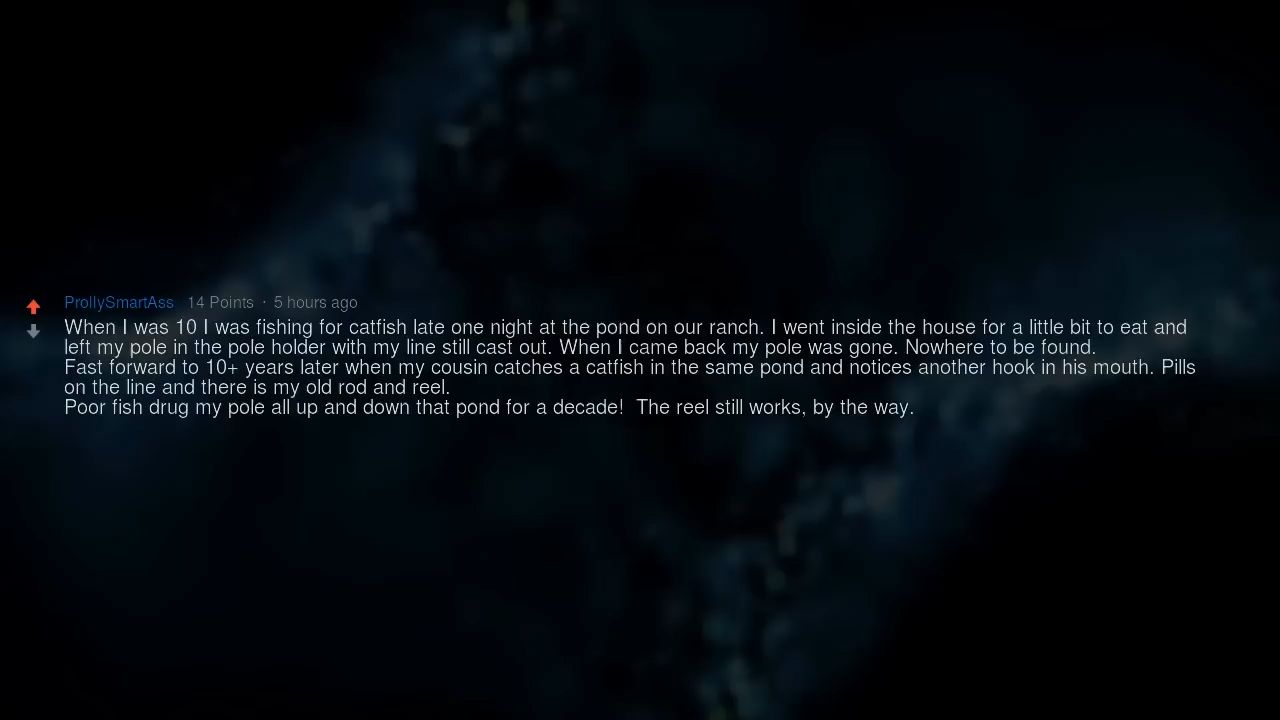 ProllySmartAss 14 Points · 5 hours ago
When I was 10 I was fishing for catfish late one night at the pond on our ranch. I went inside the house for a little bit to eat and
left my pole in the pole holder with my line still cast out. When I came back my pole was gone. Nowhere to be found.
Fast forward to 10+ years later when my cousin catches a catfish in the same pond and notices another hook in his mouth. Pills
on the line and there is my old rod and reel.
Poor fish drug my pole all up and down that pond for a decade!  The reel still works, by the way.